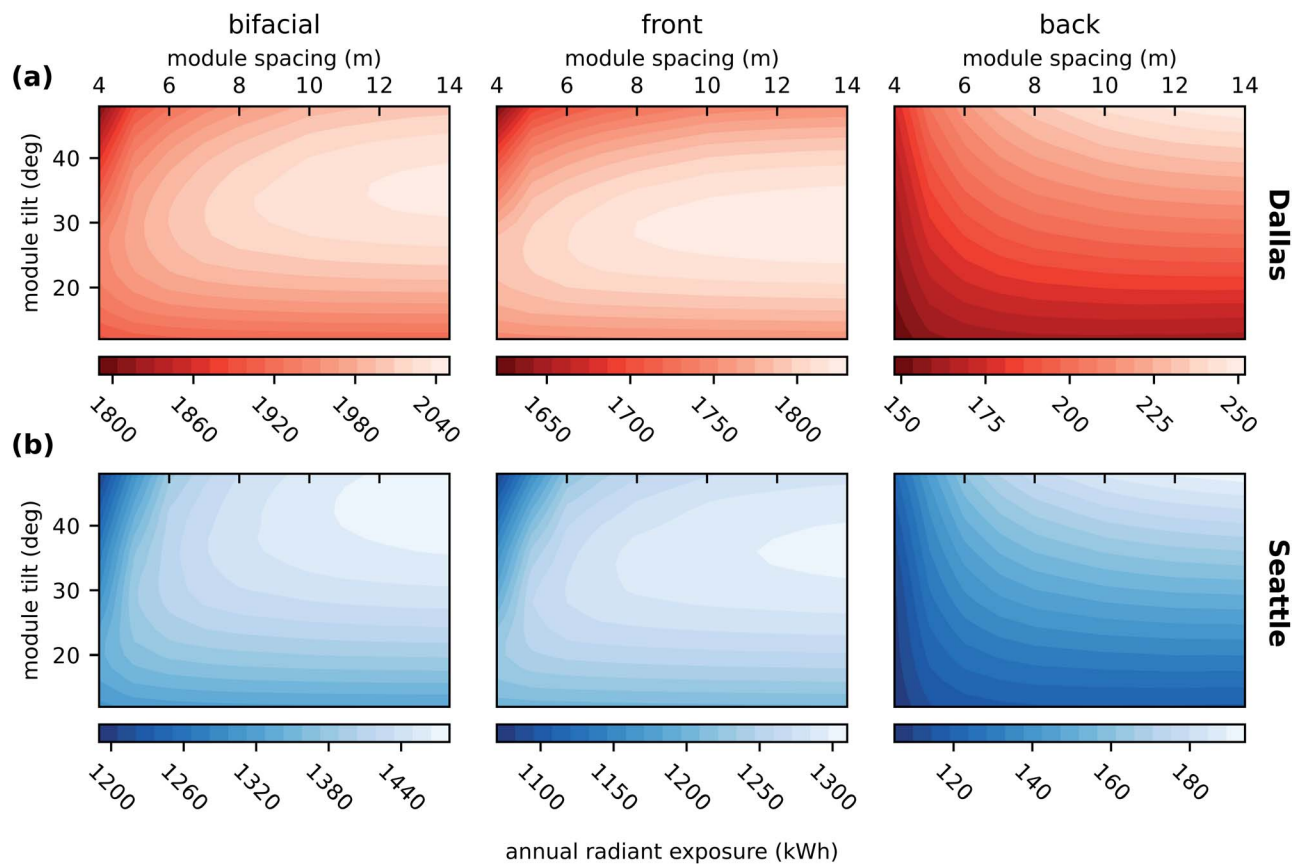 bifacial front back
module spacing (m) module spacing (m) module spacing (m)
(a)
4 6 8 10 12 14 4 6 8 10 12 14 4 6 8 10 12 14
module tilt (deg)
40
30
20
Dallas
1800 1860 1920 1980 2040 1650 1700 1750 1800 150 175 200 225 250
(b)
module tilt (deg)
40
30
20
Seattle
1200 1260 1320 1380 1440 1100 1150 1200 1250 1300 120 140 160 180
annual radiant exposure (kWh)